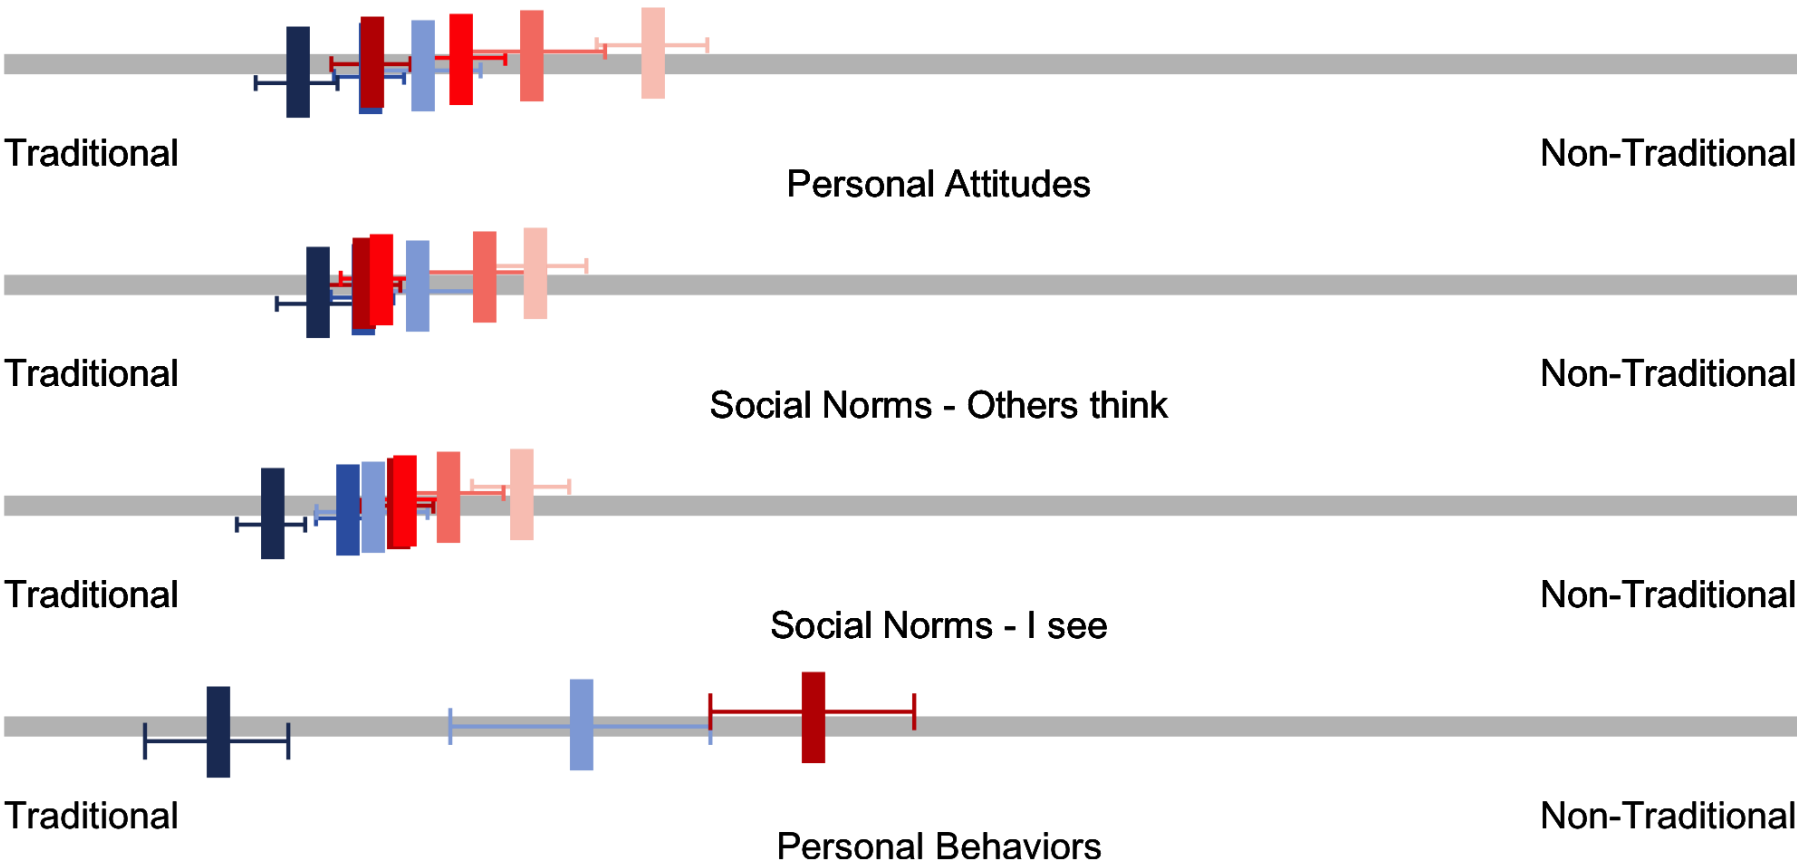 Traditional Non-Traditional
Personal Attitudes
Traditional Non-Traditional
Social Norms - Others think
Traditional Non-Traditional
Social Norms - I see
Traditional Non-Traditional
Personal Behaviors